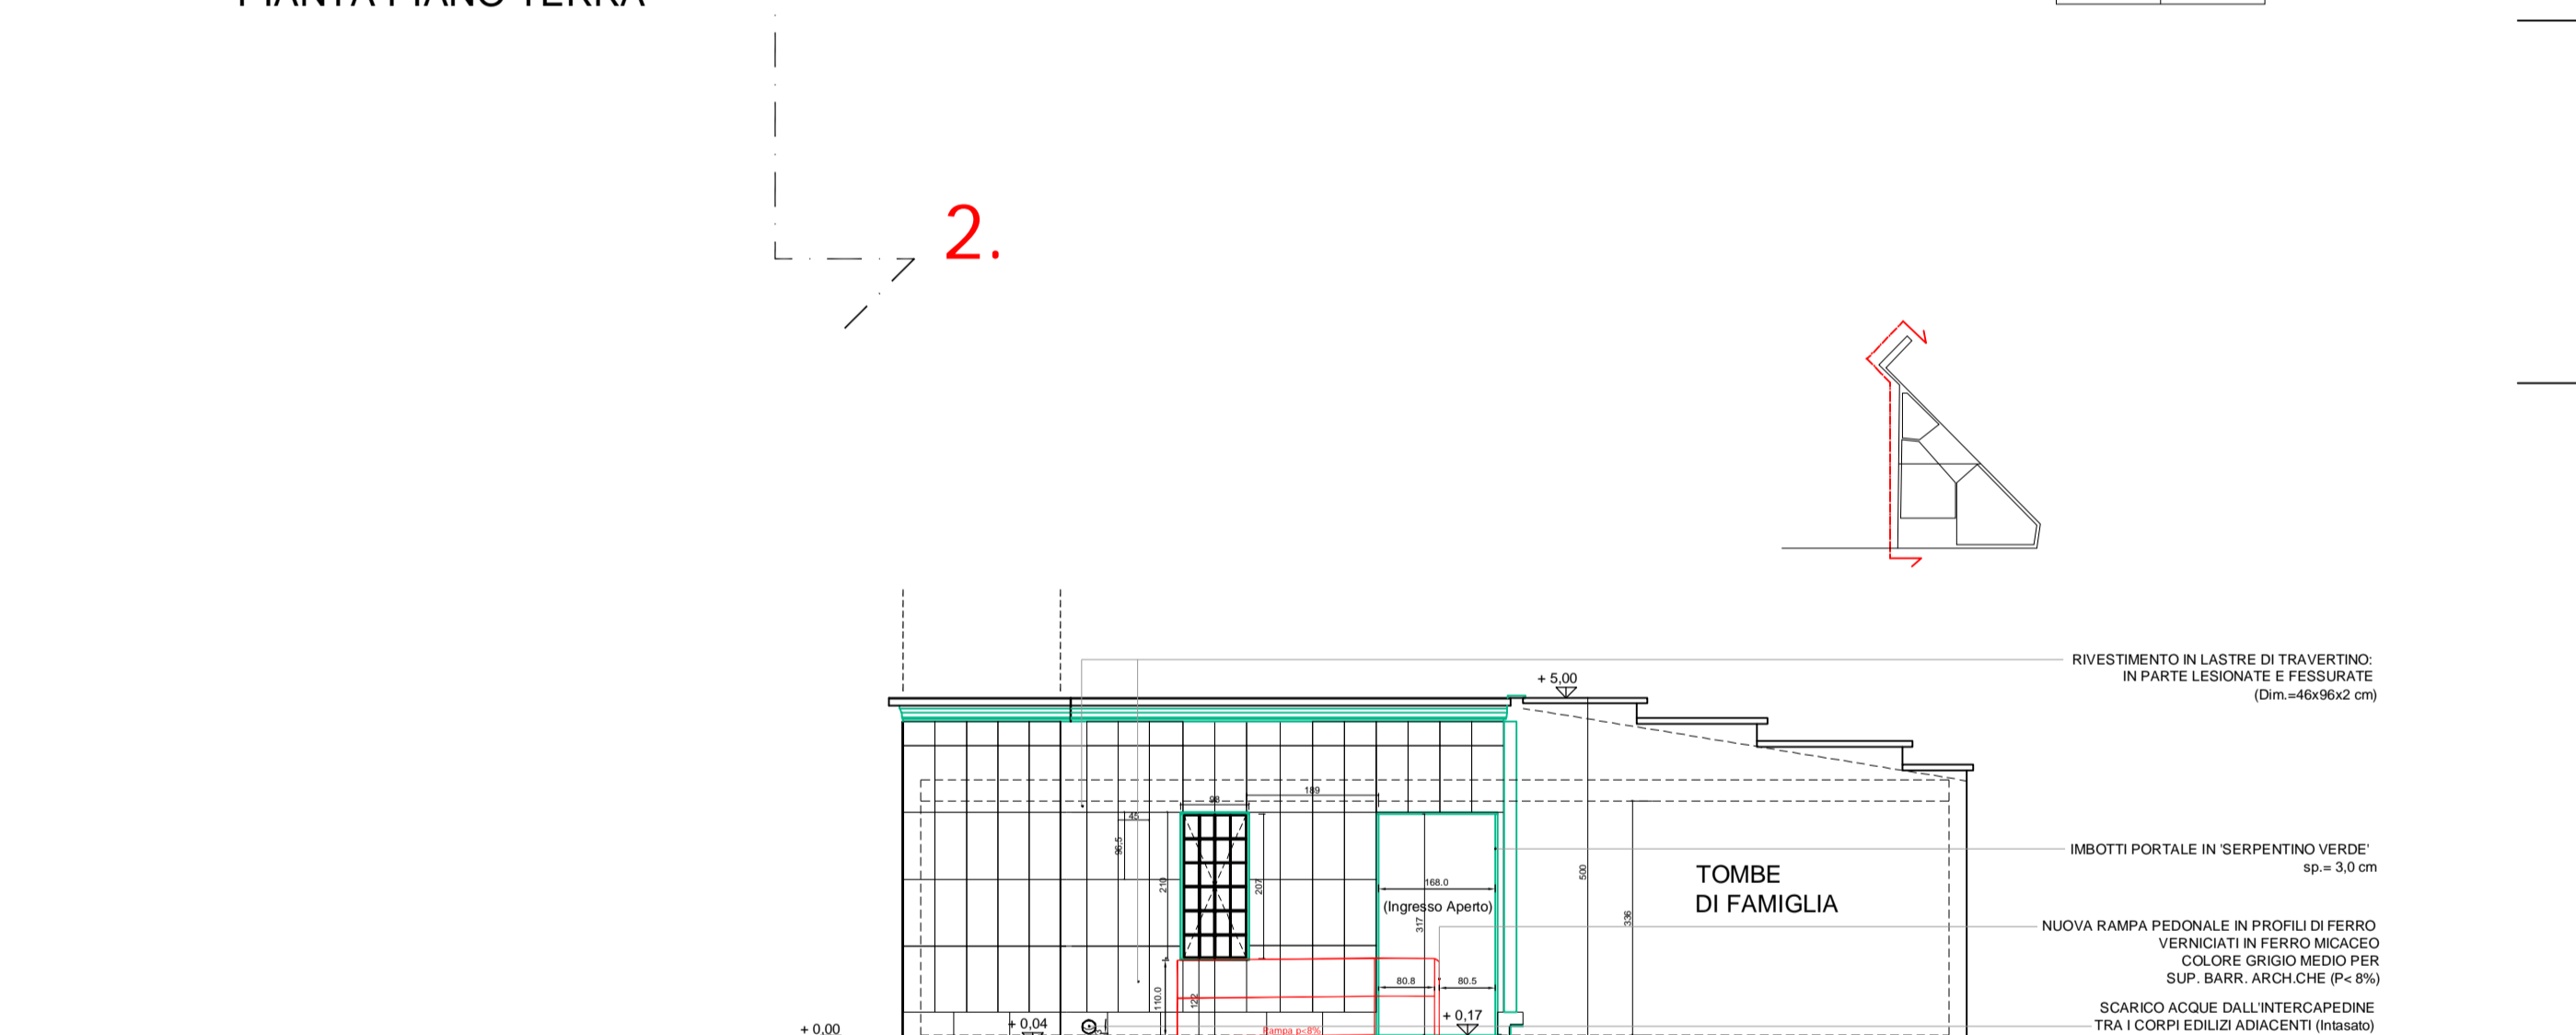 PIANTA PIANO TERRA
2.
RIVESTIMENTO IN LASTRE DI TRAVERTINO:
IN PARTE LESIONATE E FESSURATE
(Dim.=46x96x2 cm)
+ 5,00
98
189
45
96,5
210
207
IMBOTTI PORTALE IN 'SERPENTINO VERDE'
sp.= 3,0 cm
168.0
(Ingresso Aperto)
317
500
336
TOMBE
DI FAMIGLIA
NUOVA RAMPA PEDONALE IN PROFILI DI FERRO
VERNICIATI IN FERRO MICACEO
COLORE GRIGIO MEDIO PER
SUP. BARR. ARCH.CHE (P< 8%)
80.8
80.5
110.0
122
SCARICO ACQUE DALL'INTERCAPEDINE
TRA I CORPI EDILIZI ADIACENTI (Intasato)
+ 0,17
+ 0,04
+ 0,00
Rampa p<8%